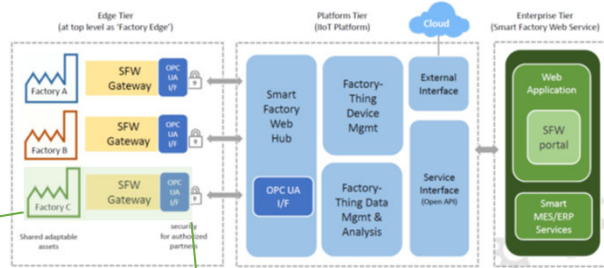 Edge Tier
(at top level as 'Factory Edge')
Platform Tier
(IIoT Platform)
Enterprise Tier
(Smart Factory Web Service)
Cloud
Factory A
SFW
Gateway
OPC
UA
I/F
Factory B
SFW
Gateway
OPC
UA
I/F
Factory C
SFW
Gateway
OPC
UA
I/F
Shared adaptable
assets
security
for authorized
partners
Smart
Factory
Web
Hub
OPC UA
I/F
Factory-
Thing
Device
Mgmt
Factory-
Thing Data
Mgmt &
Analysis
External
Interface
Service
Interface
(Open API)
Web
Application
SFW
portal
Smart
MES/ERP
Services